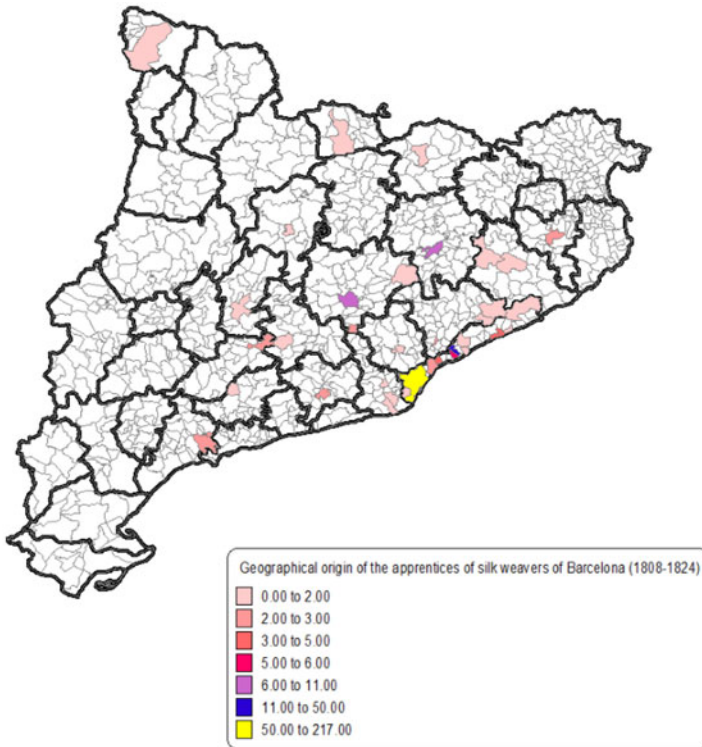 Geographical origin of the apprentices of silk weavers of Barcelona (1808-1824)
0.00 to 2.00
2.00 to 3.00
3.00 to 5.00
5.00 to 6.00
6.00 to 11.00
11.00 to 50.00
50.00 to 217.00